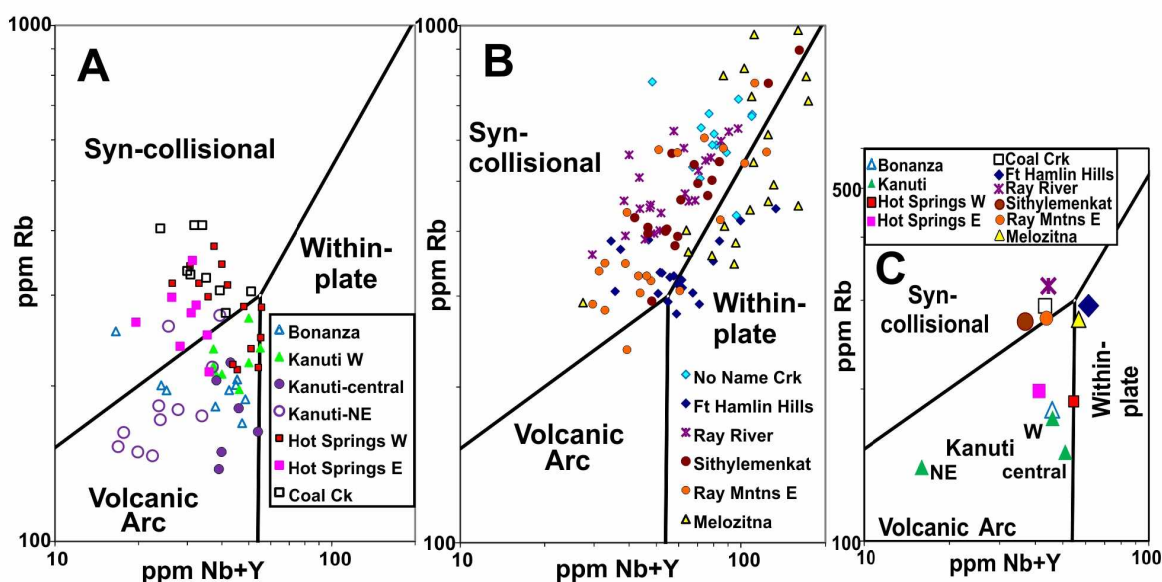 1000
A
Syn-collisional
Within-
plate
ppm Rb
Bonanza
Kanuti W
Kanuti-central
Kanuti-NE
Hot Springs W
Hot Springs E
Coal Ck
Volcanic
Arc
100
10
100
ppm Nb+Y
1000
B
Syn-
collisional
ppm Rb
Within-
plate
No Name Crk
Ft Hamlin Hills
Ray River
Sithylemenkat
Ray Mntns E
Melozitna
Volcanic
Arc
100
10
100
ppm Nb+Y
Bonanza
Kanuti
Hot Springs W
Hot Springs E
Coal Crk
Ft Hamlin Hills
Ray River
Sithylemenkat
Ray Mntns E
Melozitna
500
C
Syn-
collisional
ppm Rb
Within-
plate
W
Kanuti
central
NE
Volcanic Arc
100
10
100
ppm Nb+Y